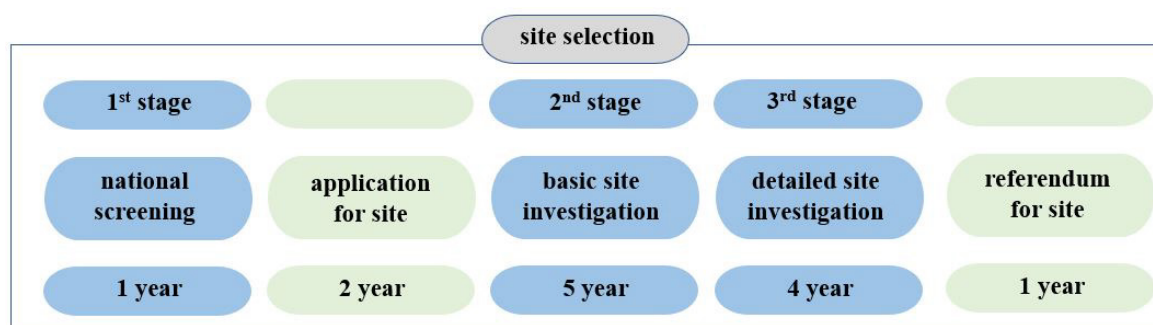 site selection
1st stage
2nd stage
3rd stage
national
screening
application
for site
basic site
investigation
detailed site
investigation
referendum
for site
1 year
2 year
5 year
4 year
1 year